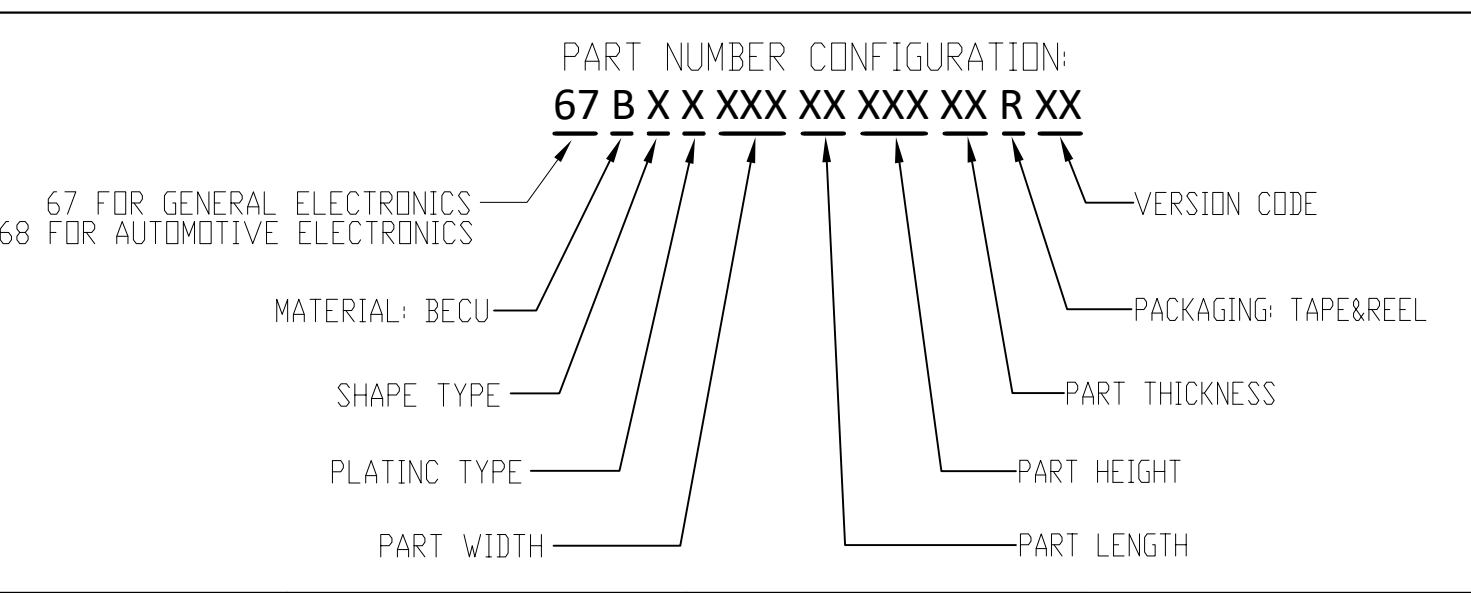 PART NUMBER CONFIGURATION:
67 B X X XXX XX XXX XX R XX
67 FOR GENERAL ELECTRONICS
68 FOR AUTOMOTIVE ELECTRONICS
VERSION CODE
MATERIAL: BECU
PACKAGING: TAPE&REEL
SHAPE TYPE
PART THICKNESS
PLATINC TYPE
PART HEIGHT
PART WIDTH
PART LENGTH